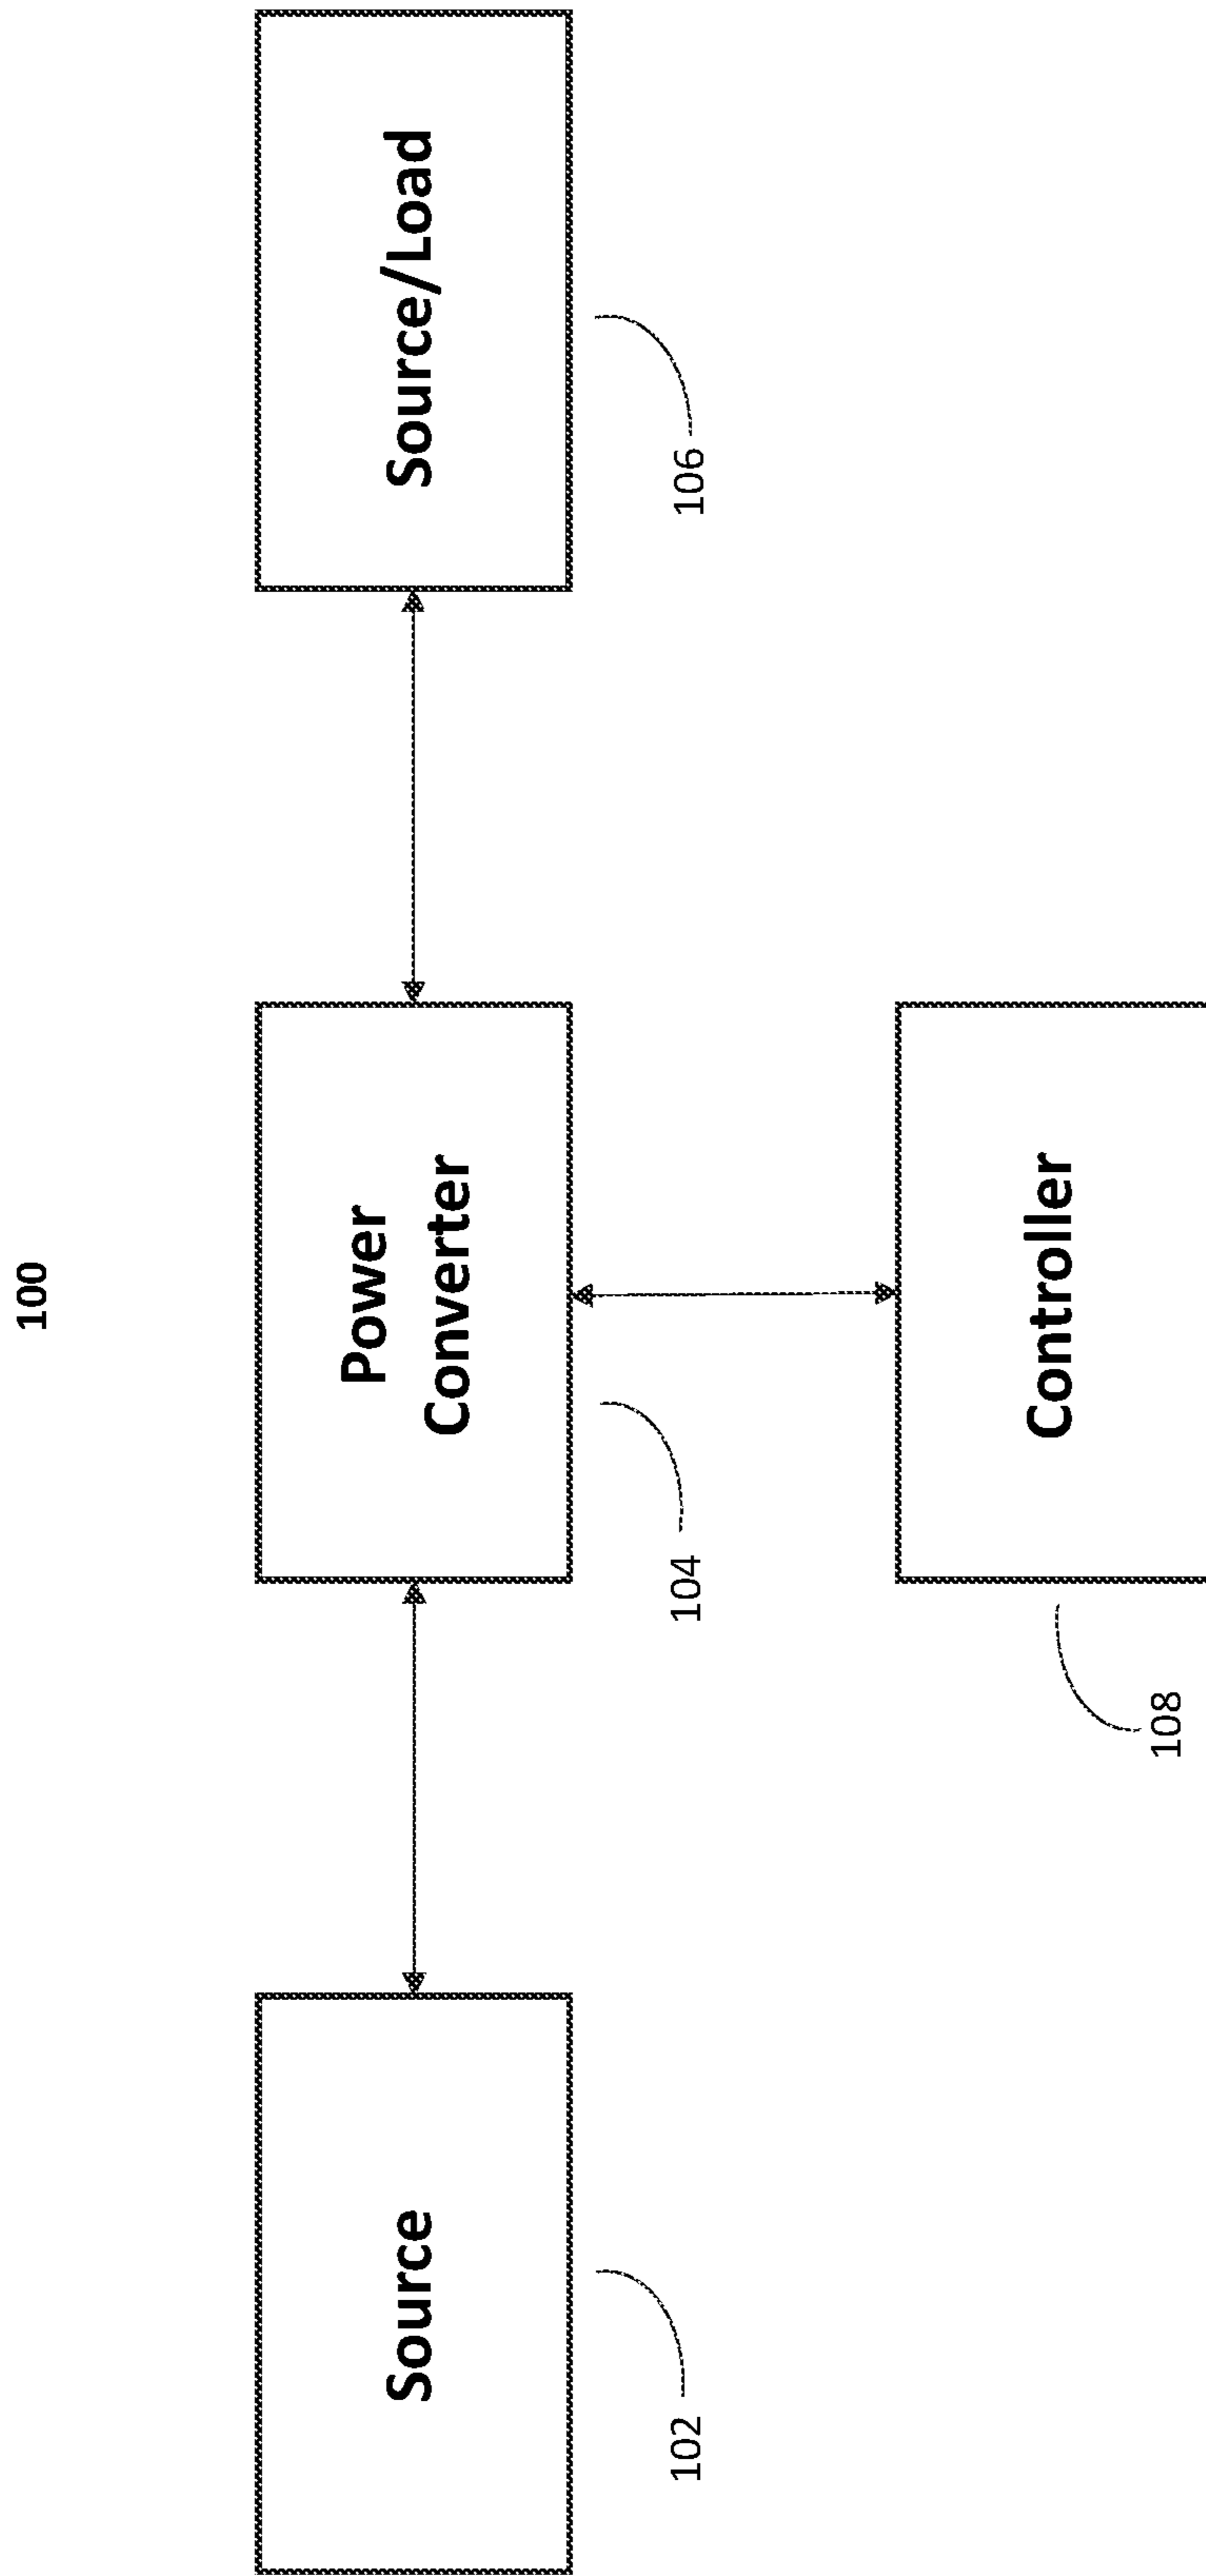 100
Source
Power
Converter
Source/Load
102
104
106
Controller
108